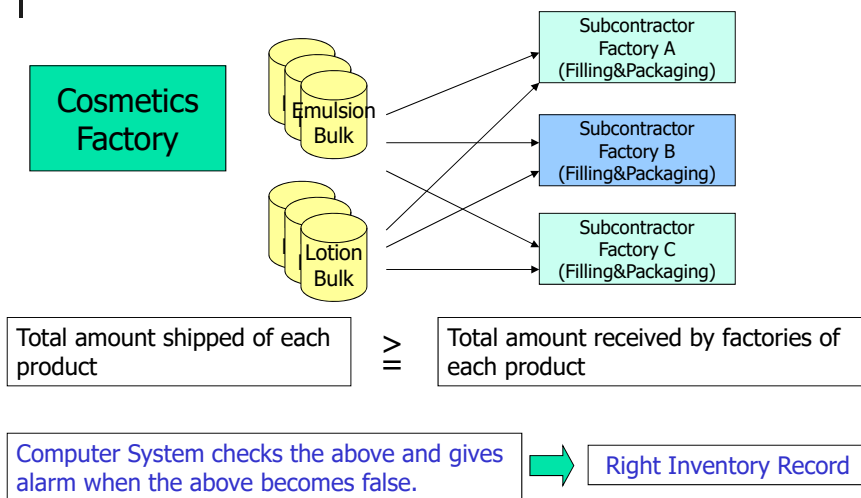 Cosmetics
Factory
Emulsion
Bulk
Lotion
Bulk
Subcontractor
Factory A
(Filling&Packaging)
Subcontractor
Factory B
(Filling&Packaging)
Subcontractor
Factory C
(Filling&Packaging)
Total amount shipped of each
product
≧
Total amount received by factories of
each product
Computer System checks the above and gives
alarm when the above becomes false.
Right Inventory Record